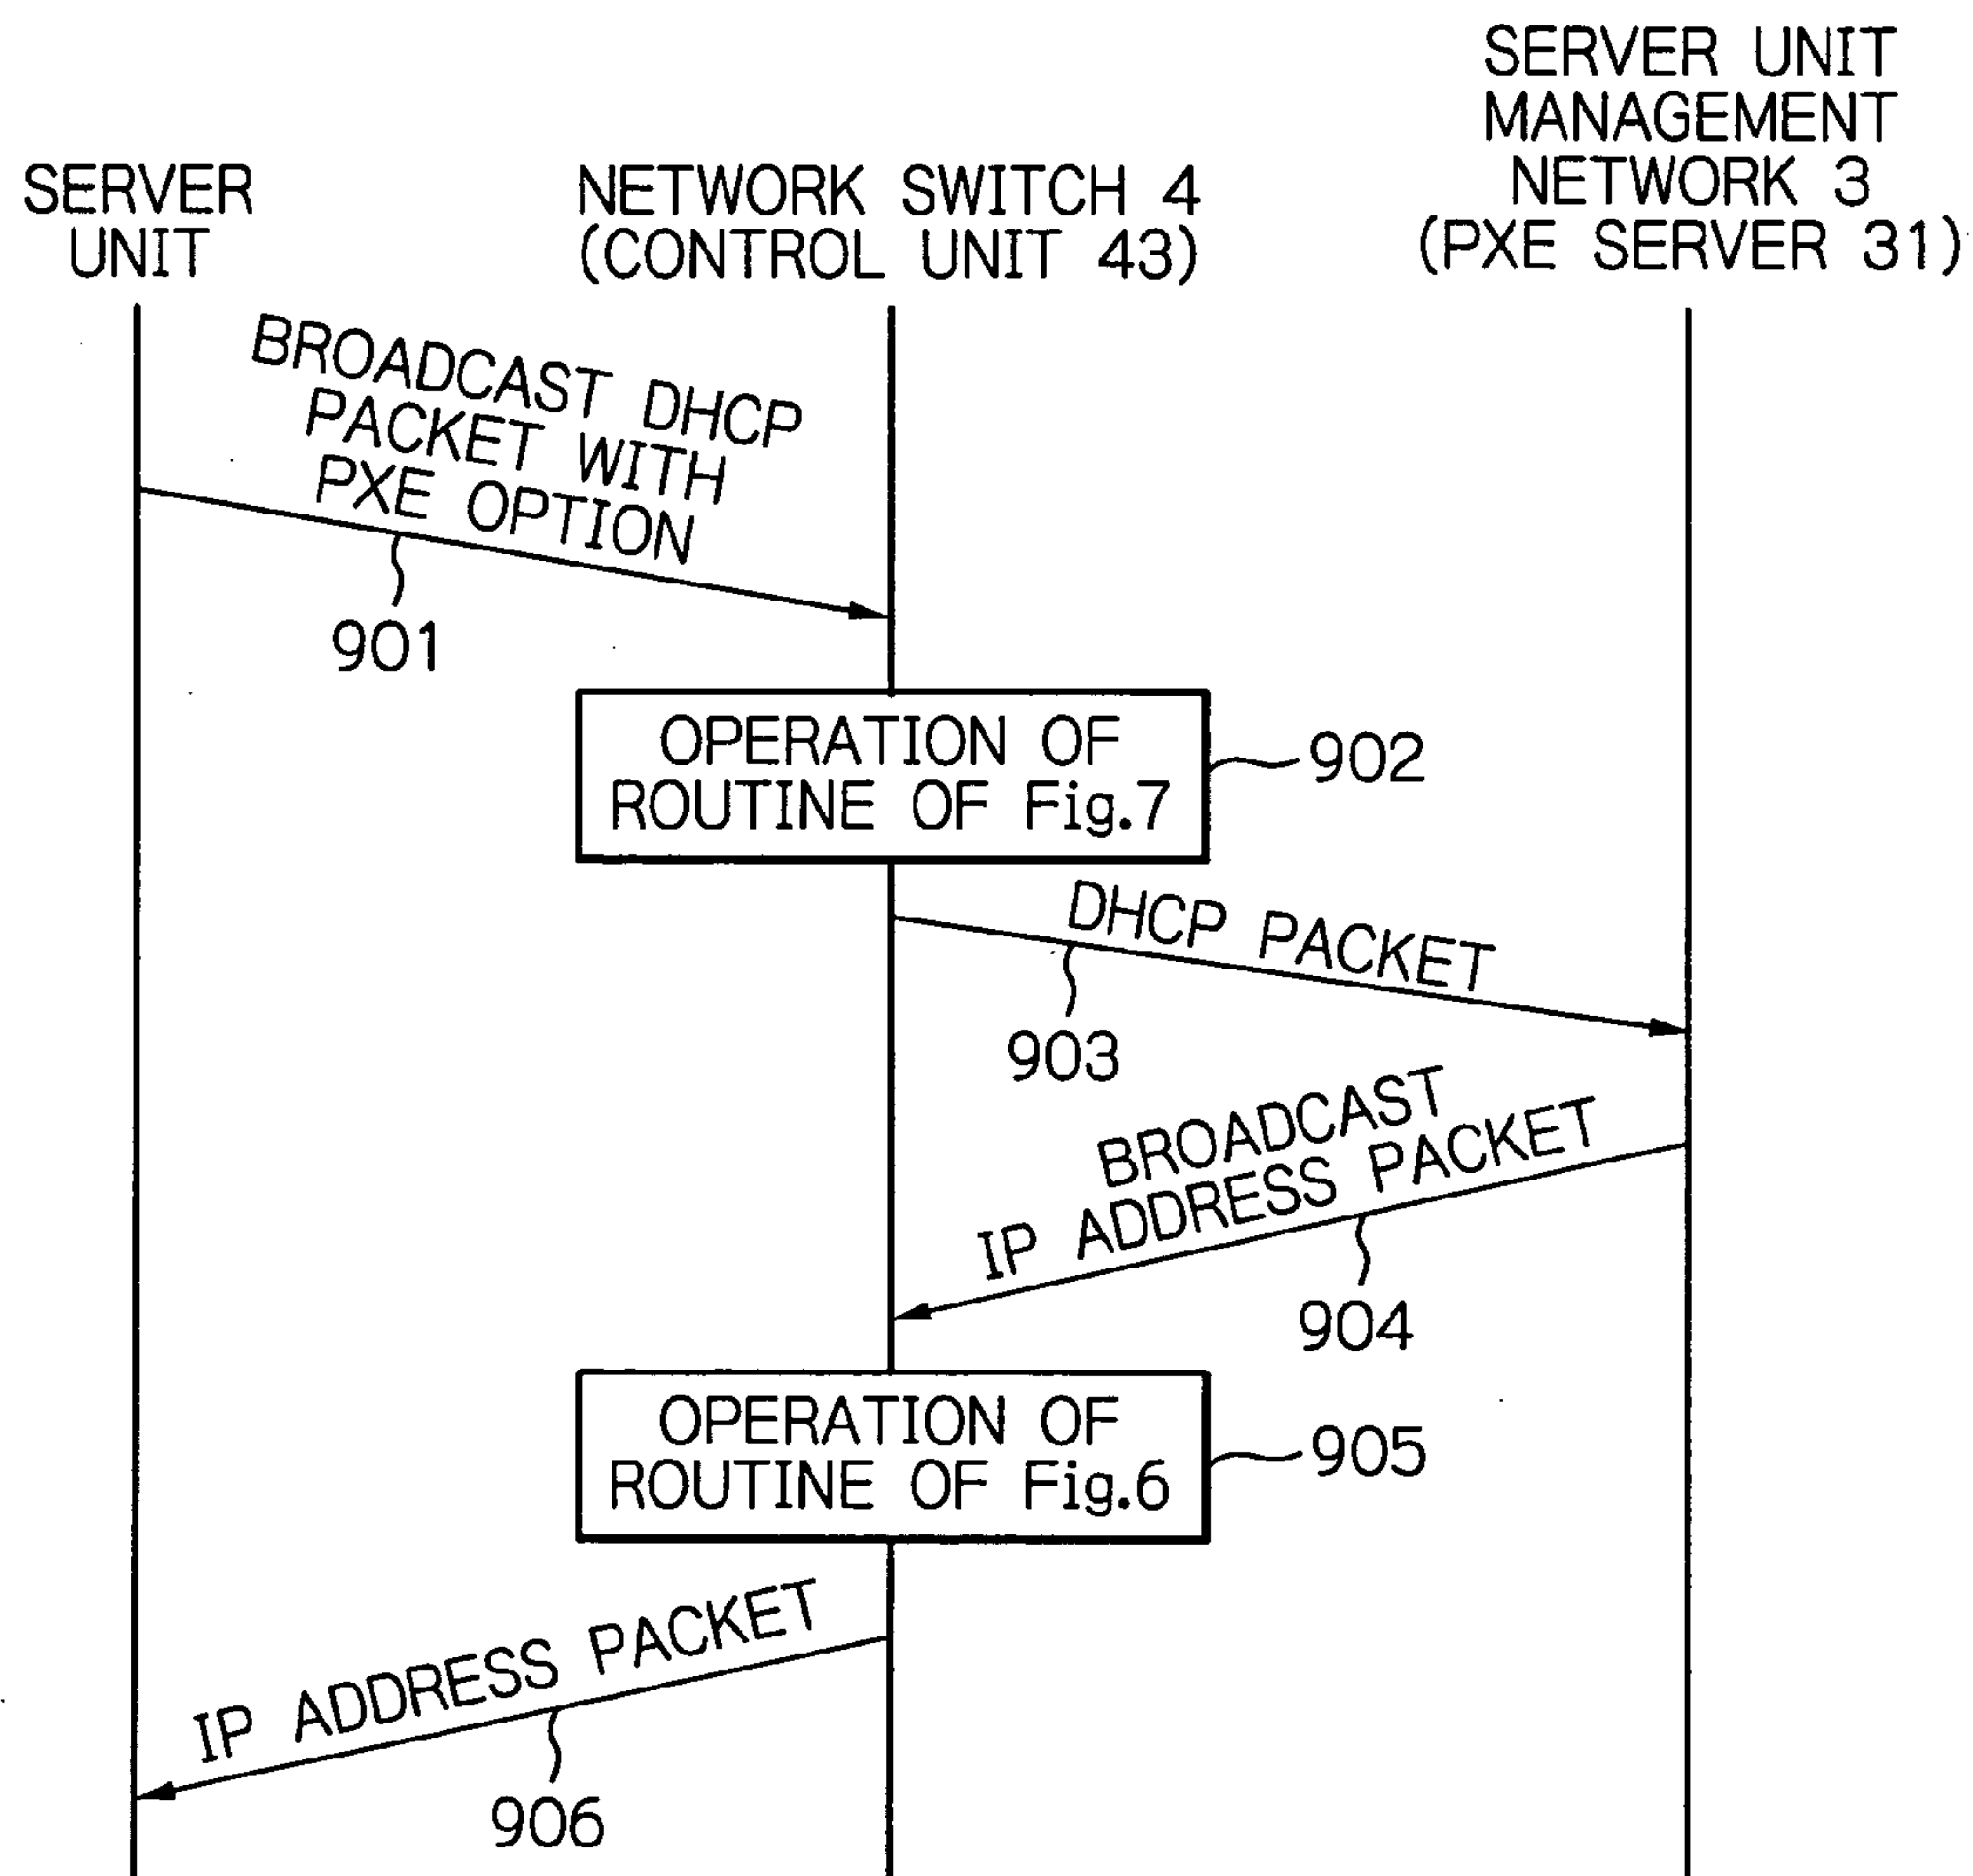 SERVER
UNIT
NETWORK SWITCH 4
(CONTROL UNIT 43)
SERVER UNIT
MANAGEMENT
NETWORK 3
(PXE SERVER 31)
BROADCAST DHCP
PACKET WITH
PXE OPTION
901
OPERATION OF
ROUTINE OF Fig.7
902
DHCP PACKET
903
BROADCAST
IP ADDRESS PACKET
904
OPERATION OF
ROUTINE OF Fig.6
905
IP ADDRESS PACKET
906